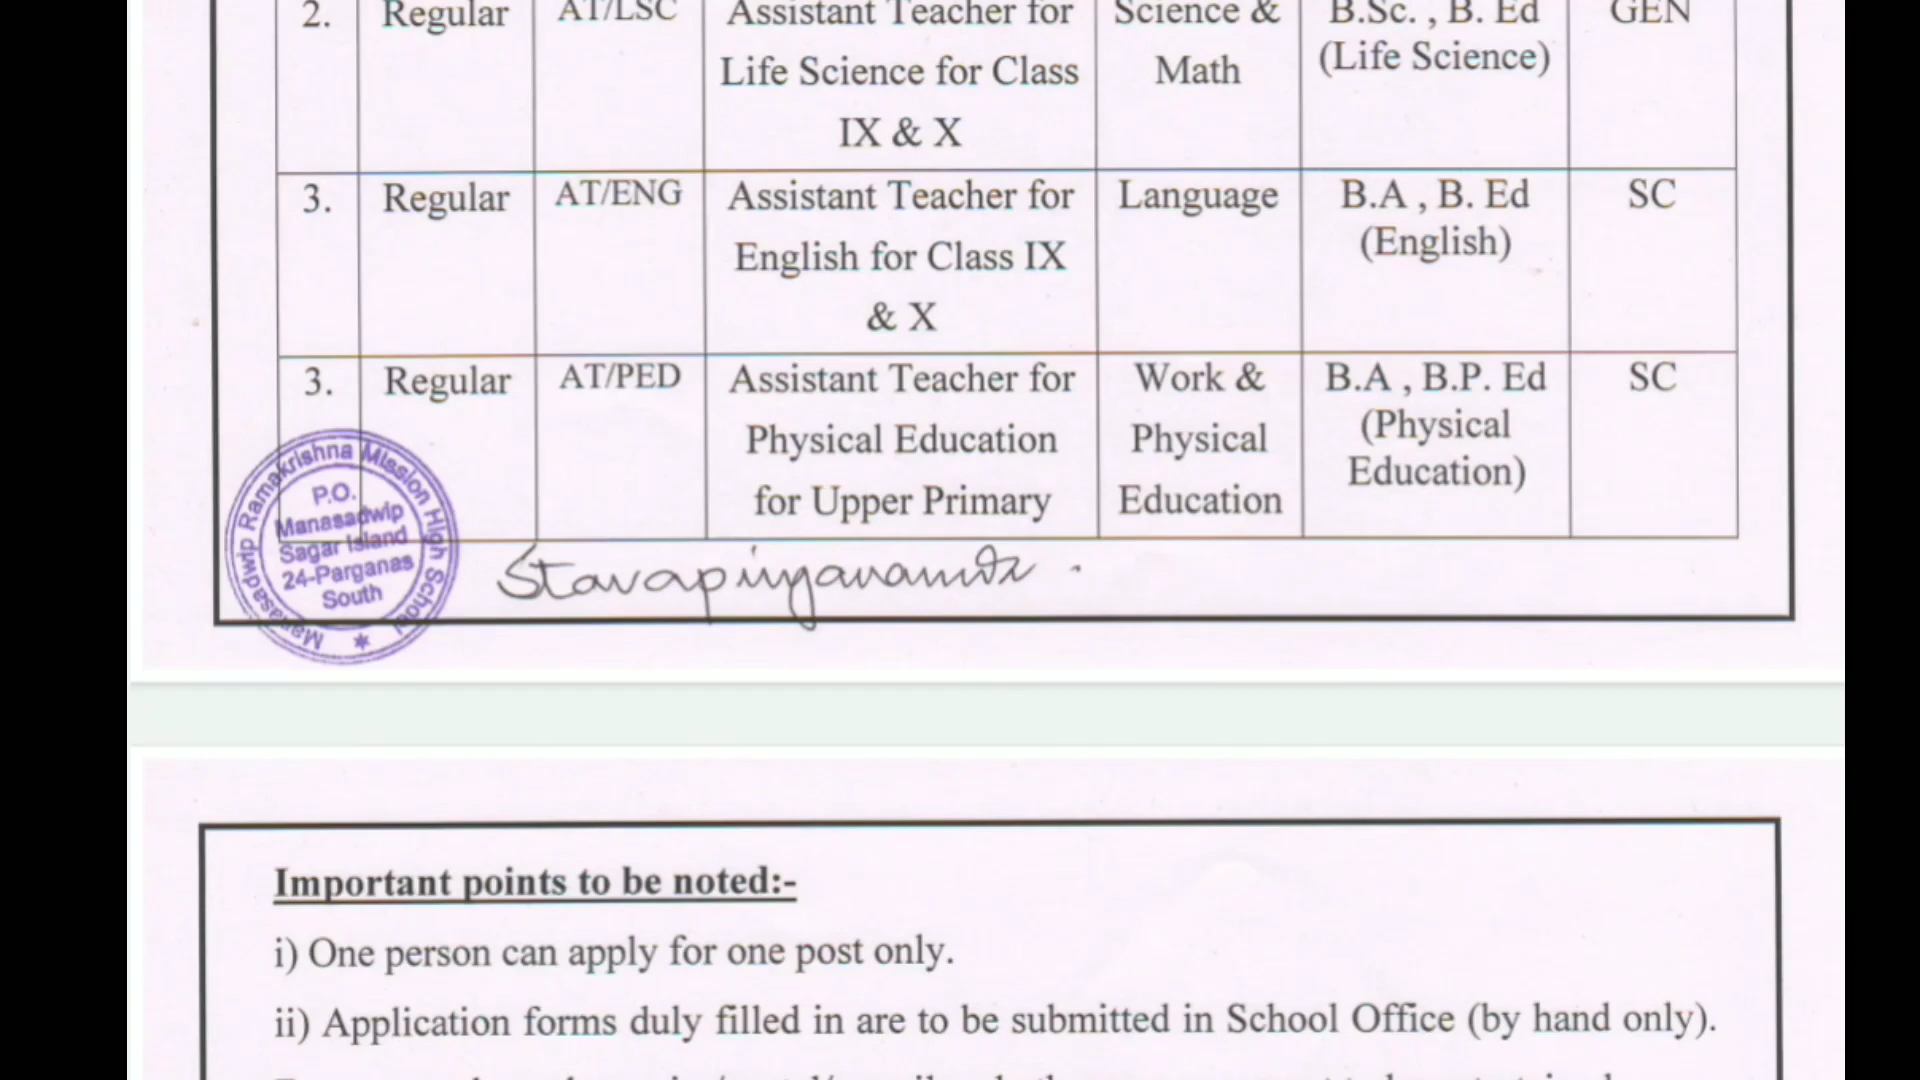 2. Regular AT/LSC Assistant Teacher for Science & B.Sc. , B. Ed GEN
Life Science for Class Math (Life Science)
IX & X
3. Regular AT/ENG Assistant Teacher for Language B.A , B. Ed SC
English for Class IX (English)
& X
3. Regular AT/PED Assistant Teacher for Work & B.A , B.P. Ed SC
Physical Education Physical (Physical
for Upper Primary Education Education)
Manasadwip Ramakrishna Mission High School
P.O.
Manasadwip
Sagar Island
24-Parganas
South
Important points to be noted:-
i) One person can apply for one post only.
ii) Application forms duly filled in are to be submitted in School Office (by hand only).